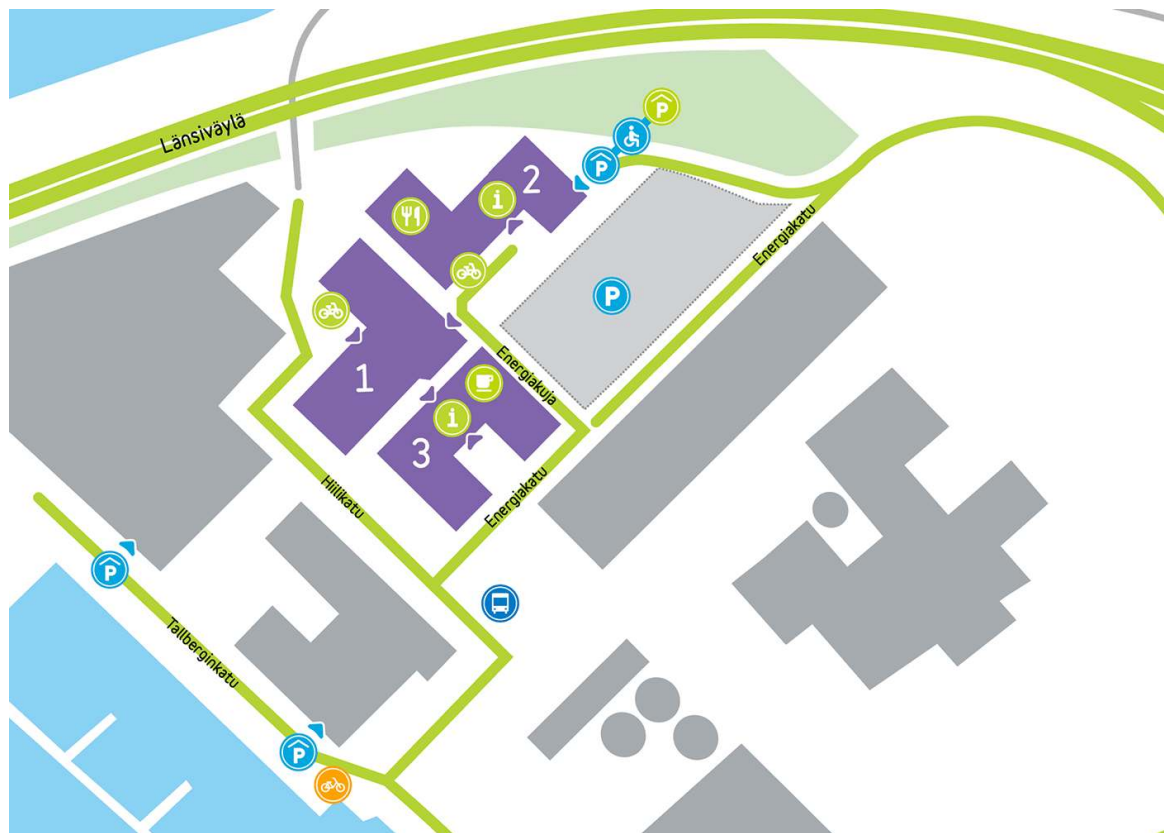 Länsiväylä
P
P
2
i
Energiakatu
P
Energiakuja
1
i
3
Hiilikatu
Energiakatu
P
Tallberginkatu
P